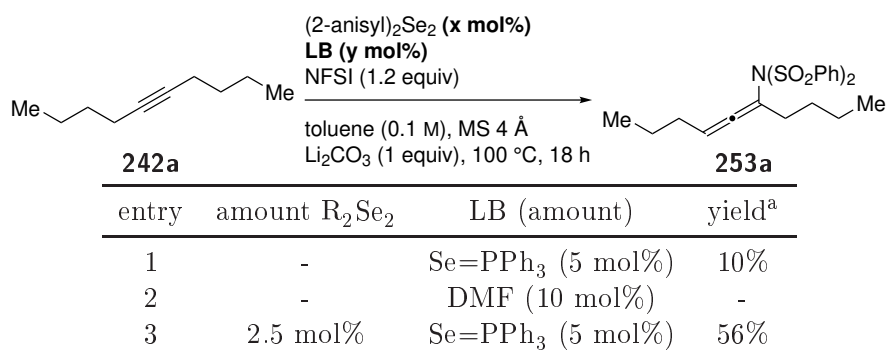 (2-anisyl)₂Se₂ (x mol%)
LB (y mol%)
NFSI (1.2 equiv)
toluene (0.1 M), MS 4 Å
Li₂CO₃ (1 equiv), 100 °C, 18 h
Me
Me
242a
N(SO₂Ph)₂
Me
Me
253a
entry amount R₂Se₂ LB (amount) yieldᵃ
1 - Se=PPh₃ (5 mol%) 10%
2 - DMF (10 mol%) -
3 2.5 mol% Se=PPh₃ (5 mol%) 56%